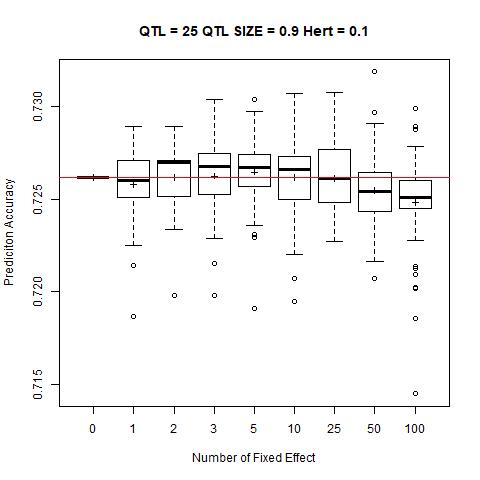 QTL = 25 QTL SIZE = 0.9 Hert = 0.1
Prediciton Accuracy
0.730
0.725
0.720
0.715
0 1 2 3 5 10 25 50 100
Number of Fixed Effect